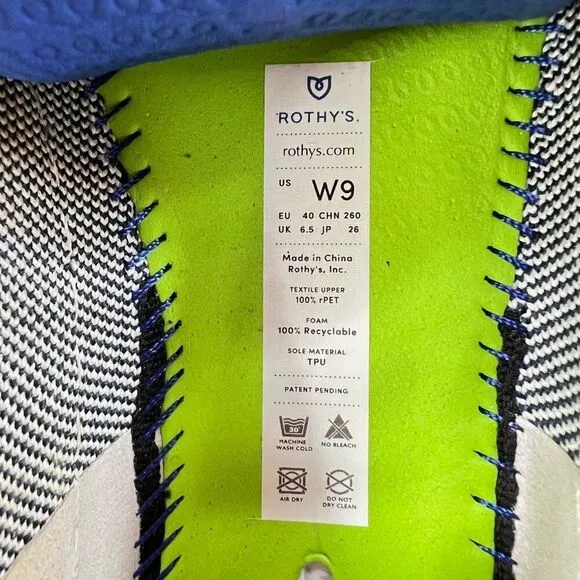 ROTHY'S.
rothys.com
US W9
EU 40 CHN 260
UK 6.5 JP 26
Made in China
Rothy's, Inc.
TEXTILE UPPER
100% rPET
FOAM
100% Recyclable
SOLE MATERIAL
TPU
PATENT PENDING
30°
MACHINE WASH COLD
NO BLEACH
AIR DRY
DO NOT DRY CLEAN